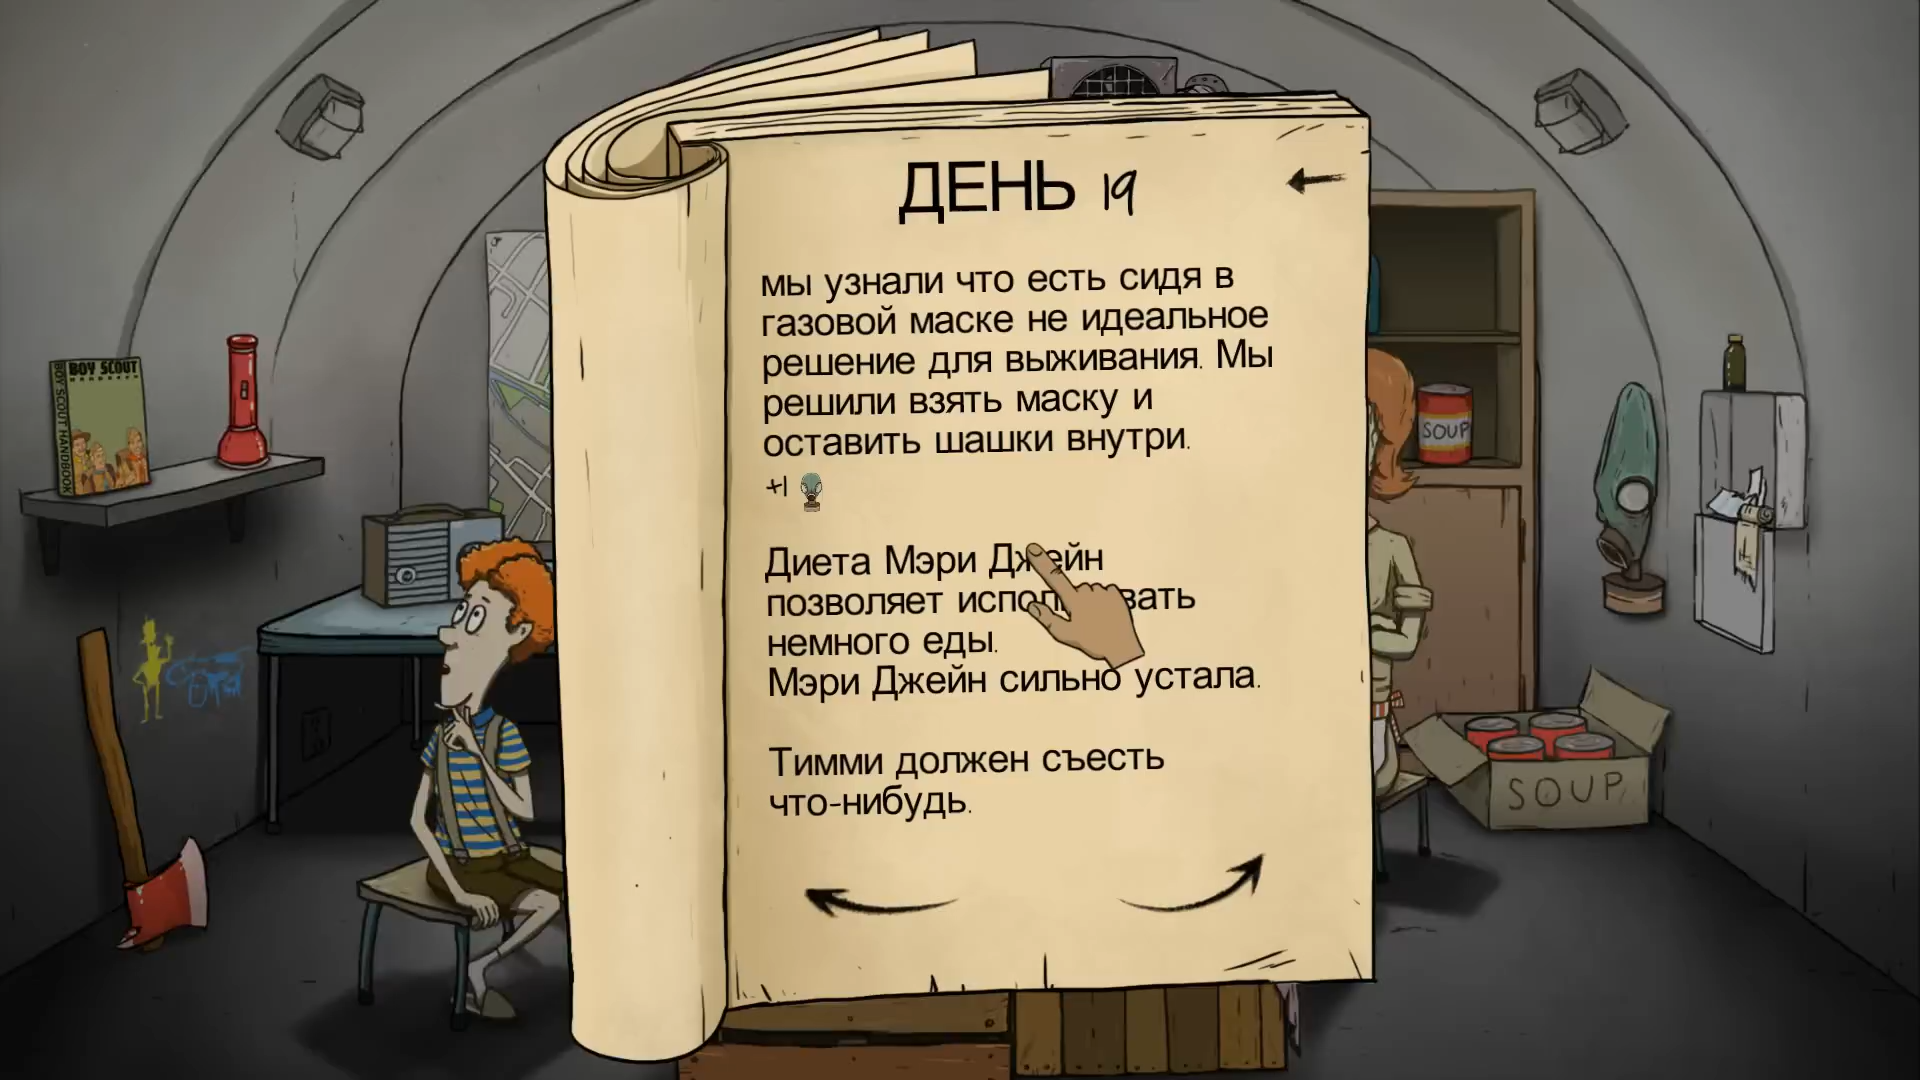 ДЕНЬ 19
мы узнали что есть сидя в
газовой маске не идеальное
решение для выживания. Мы
решили взять маску и
оставить шашки внутри.
+1
Диета Мэри Джейн
позволяет использовать
немного еды.
Мэри Джейн сильно устала.
Тимми должен съесть
что-нибудь.
BOY SCOUT
HANDBOOK
BOY SCOUT HANDBOOK
SOUP
SOUP